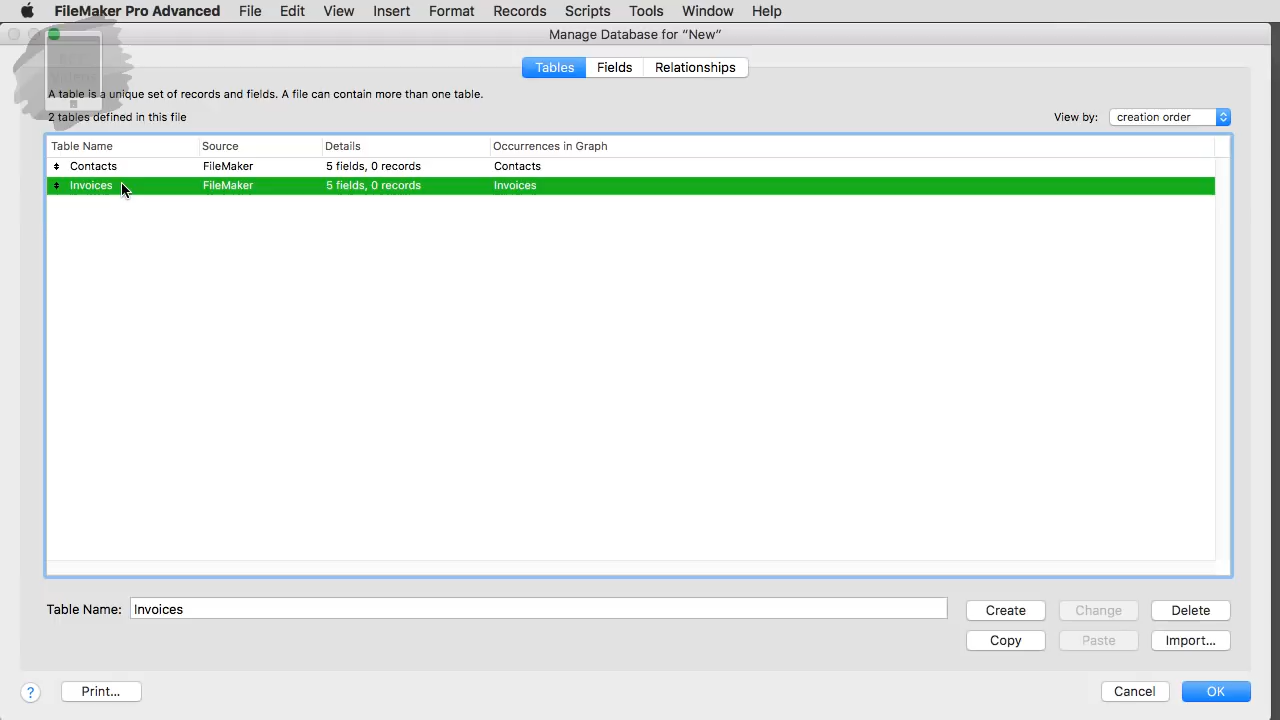 FileMaker Pro Advanced File Edit View Insert Format Records Scripts Tools Window Help
Manage Database for “New”
Tables Fields Relationships
A table is a unique set of records and fields. A file can contain more than one table.
2 tables defined in this file View by: creation order
Table Name Source Details Occurrences in Graph
Contacts FileMaker 5 fields, 0 records Contacts
Invoices FileMaker 5 fields, 0 records Invoices
Table Name: Invoices Create Change Delete
Copy Paste Import...
? Print... Cancel OK